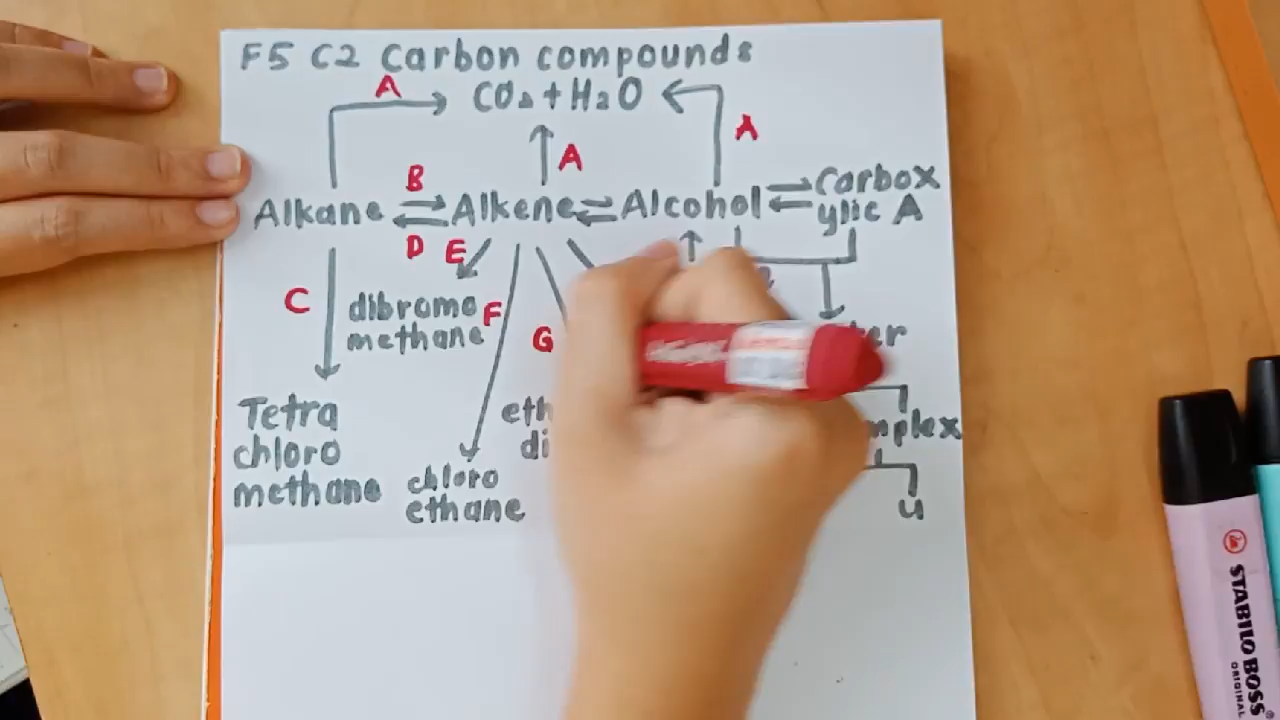 F5 C2 Carbon compounds
A
CO2 + H2O
A
A
B
Alkane
Alkene
Alcohol
Carbox
ylic A
D
E
C
dibromo
methane
F
G
Tetra
chloro
methane
chloro
ethane
u
STABILO BOSS
ORIGINAL